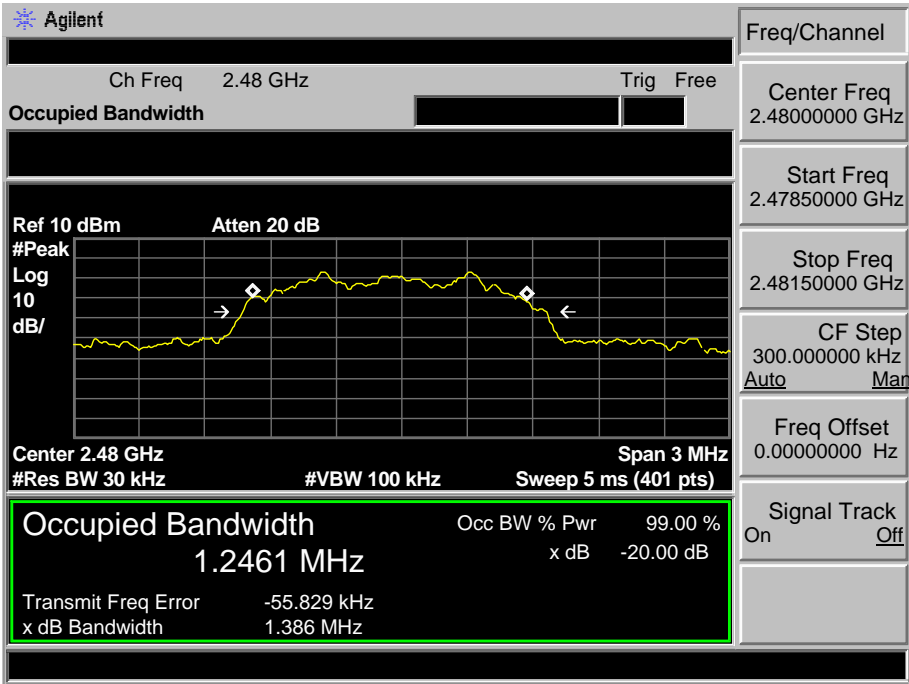 Agilent
Freq/Channel
Ch Freq 2.48 GHz Trig Free
Occupied Bandwidth
Center Freq
2.48000000 GHz
Start Freq
2.47850000 GHz
Stop Freq
2.48150000 GHz
CF Step
300.000000 kHz
Auto Man
Freq Offset
0.00000000 Hz
Signal Track
On Off
Ref 10 dBm Atten 20 dB
#Peak
Log
10
dB/
Center 2.48 GHz Span 3 MHz
#Res BW 30 kHz #VBW 100 kHz Sweep 5 ms (401 pts)
Occupied Bandwidth Occ BW % Pwr 99.00 %
1.2461 MHz x dB -20.00 dB
Transmit Freq Error -55.829 kHz
x dB Bandwidth 1.386 MHz